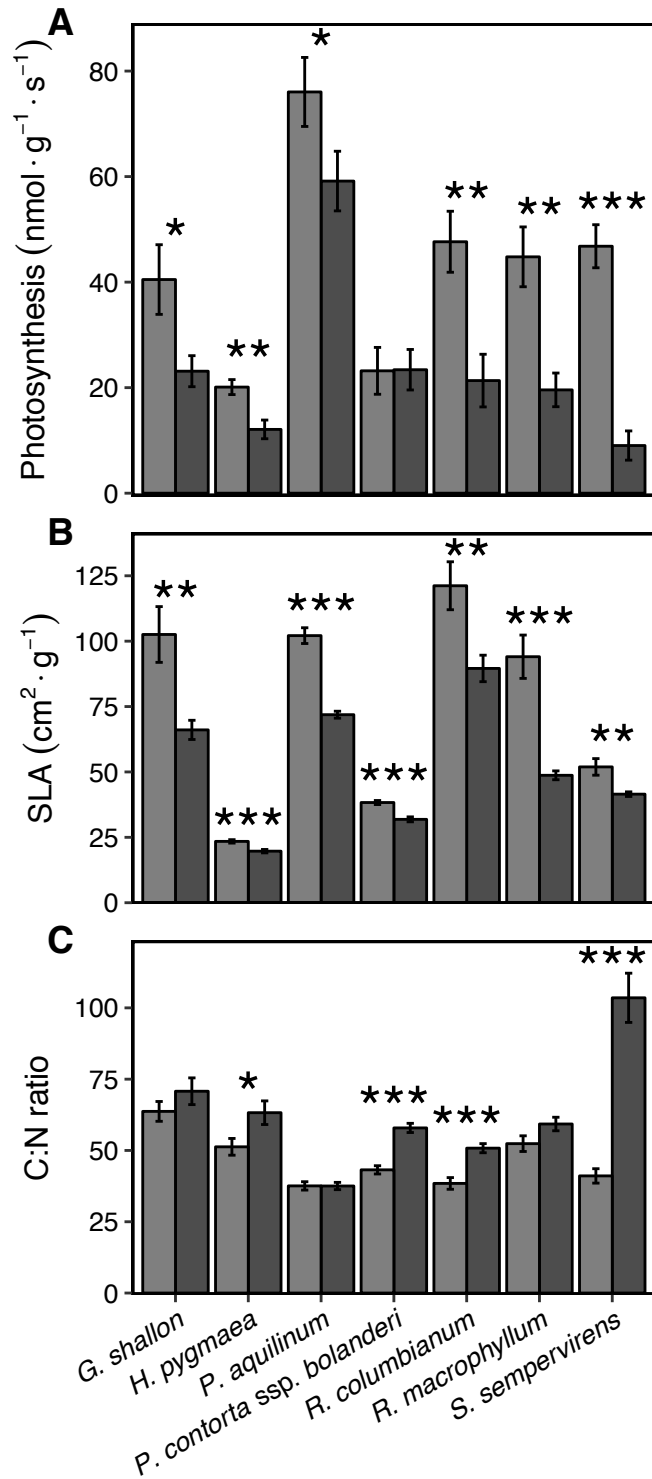 A
Photosynthesis (nmol · g⁻¹ · s⁻¹)
80
60
40
20
0
*
**
*
**
**
***
B
SLA (cm² · g⁻¹)
125
100
75
50
25
0
**
***
***
***
**
***
**
C
C:N ratio
100
75
50
25
0
*
***
***
***
G. shallon
H. pygmaea
P. aquilinum
P. contorta ssp. bolanderi
R. columbianum
R. macrophyllum
S. sempervirens